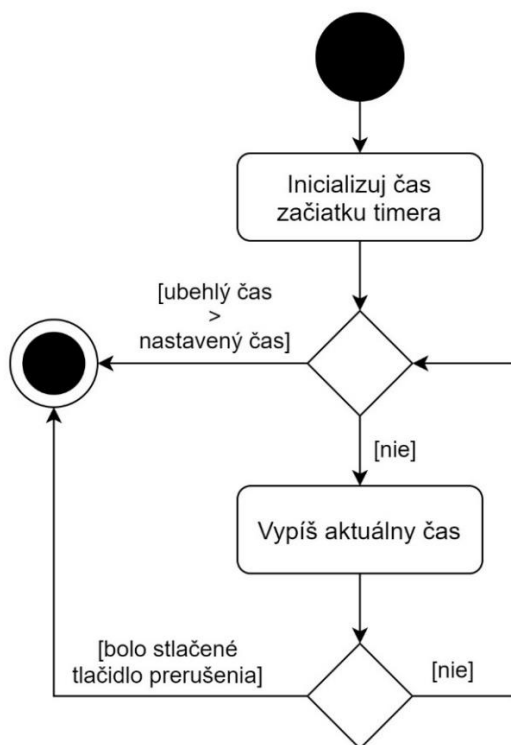 Inicializuj čas
začiatku timera
[ubehlý čas
>
nastavený čas]
[nie]
Vypíš aktuálny čas
[bolo stlačené
tlačidlo prerušenia]
[nie]